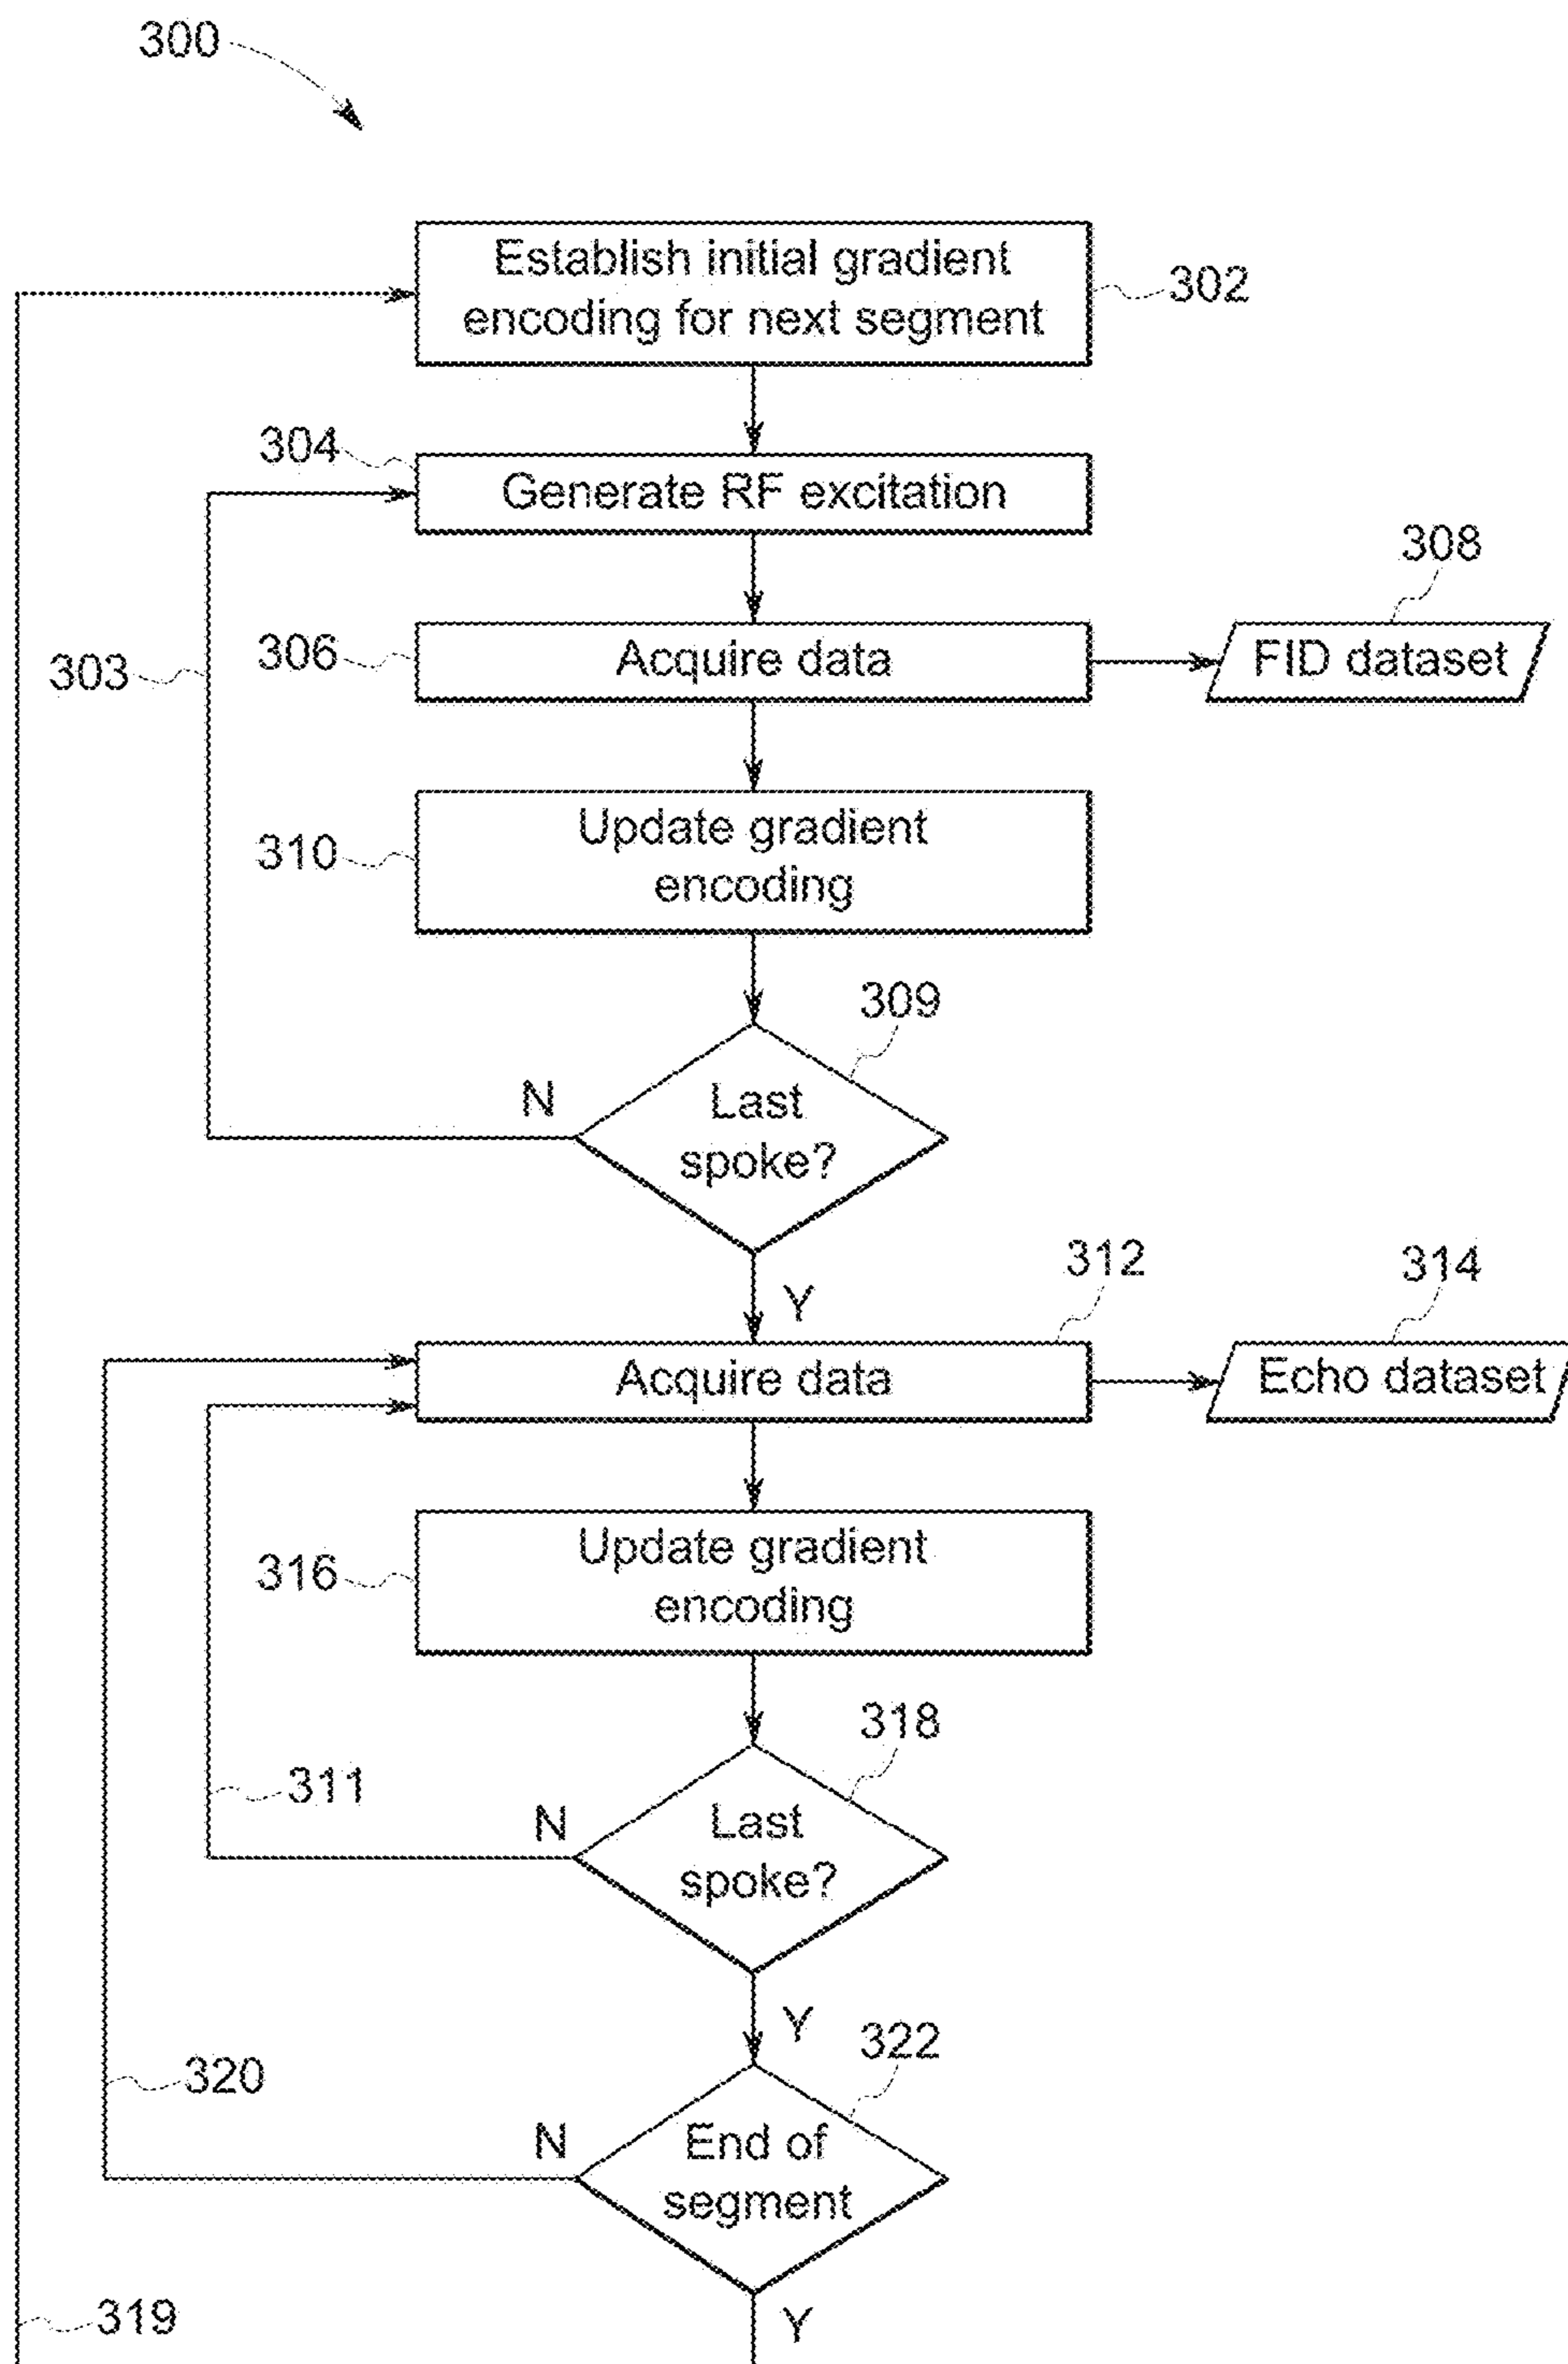 300
Establish initial gradient
encoding for next segment
302
304
Generate RF excitation
308
303
306
Acquire data
FID dataset
310
Update gradient
encoding
309
N
Last
spoke?
Y
312
314
Acquire data
Echo dataset
316
Update gradient
encoding
318
311
N
Last
spoke?
Y
322
320
N
End of
segment
319
Y